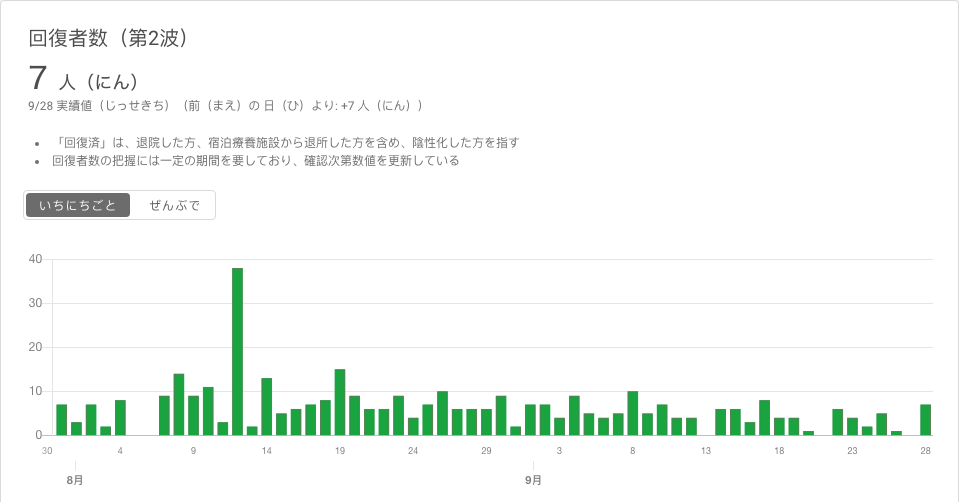 回復者数（第2波）
7 人（にん）
9/28 実績値（じっせきち）（前（まえ）の 日（ひ）より: +7 人（にん））
• 「回復済」は、退院した方、宿泊療養施設から退所した方を含め、陰性化した方を指す
• 回復者数の把握には一定の期間を要しており、確認次第数値を更新している
いちにちごと ぜんぶで
40
30
20
10
0
30 4 9 14 19 24 29 3 8 13 18 23 28
8月 9月